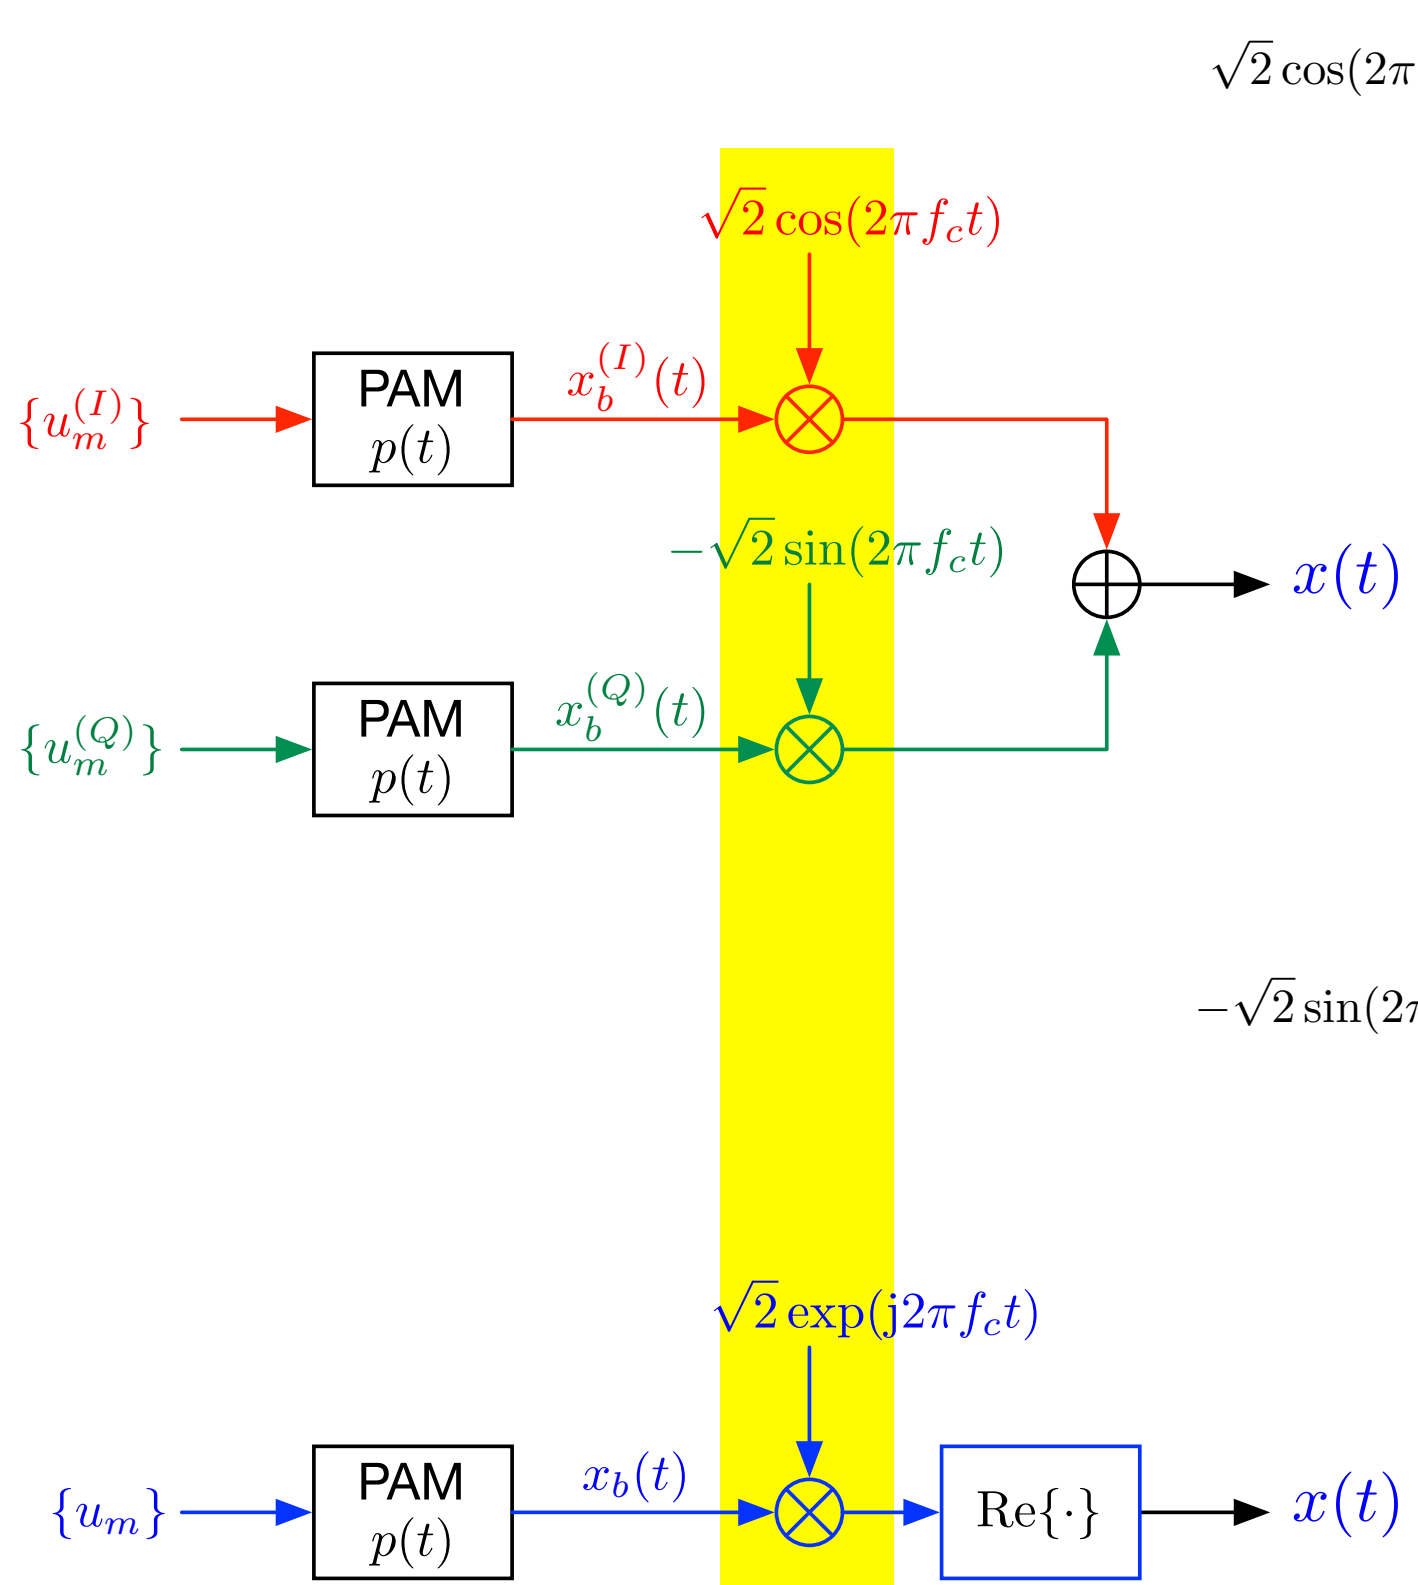 √2 cos(2π
√2 cos(2πf_c t)
{u_m^(I)} PAM p(t) x_b^(I)(t)
−√2 sin(2πf_c t)
x(t)
{u_m^(Q)} PAM p(t) x_b^(Q)(t)
−√2 sin(2π
√2 exp(j2πf_c t)
{u_m} PAM p(t) x_b(t) Re{·} x(t)